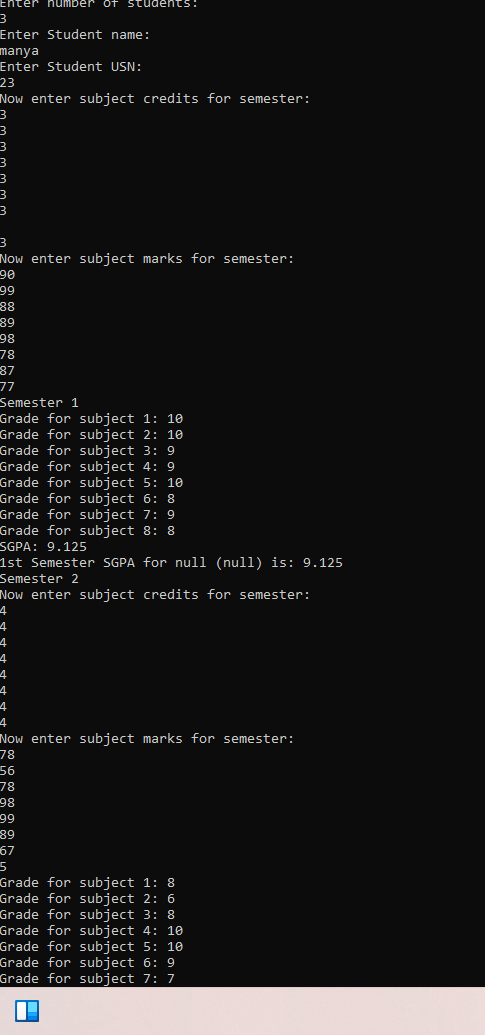 Enter number of students:
3
Enter Student name:
manya
Enter Student USN:
23
Now enter subject credits for semester:
3
3
3
3
3
3
3
3
Now enter subject marks for semester:
90
99
88
89
98
78
87
77
Semester 1
Grade for subject 1: 10
Grade for subject 2: 10
Grade for subject 3: 9
Grade for subject 4: 9
Grade for subject 5: 10
Grade for subject 6: 8
Grade for subject 7: 9
Grade for subject 8: 8
SGPA: 9.125
1st Semester SGPA for null (null) is: 9.125
Semester 2
Now enter subject credits for semester:
4
4
4
4
4
4
4
4
Now enter subject marks for semester:
78
56
78
98
99
89
67
5
Grade for subject 1: 8
Grade for subject 2: 6
Grade for subject 3: 8
Grade for subject 4: 10
Grade for subject 5: 10
Grade for subject 6: 9
Grade for subject 7: 7